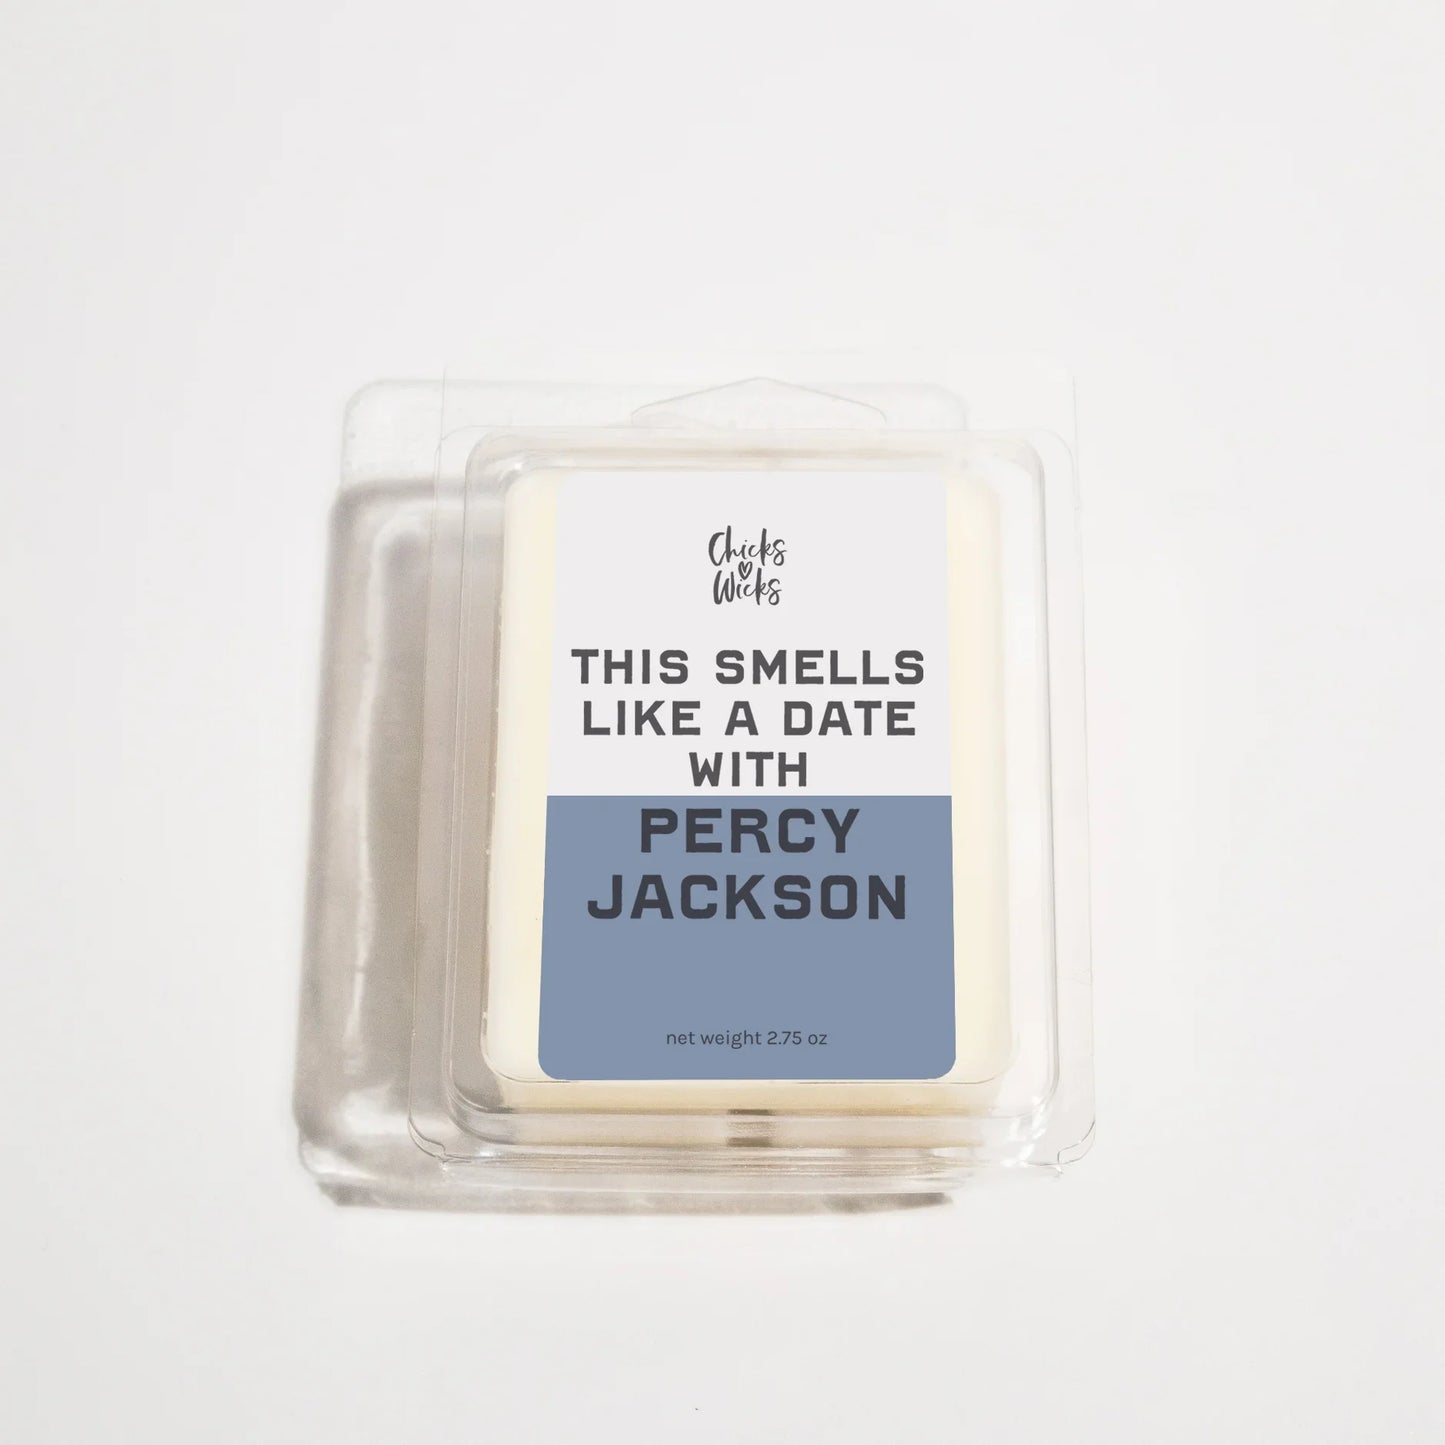 Chicks
Wicks
THIS SMELLS
LIKE A DATE
WITH
PERCY
JACKSON
net weight 2.75 oz